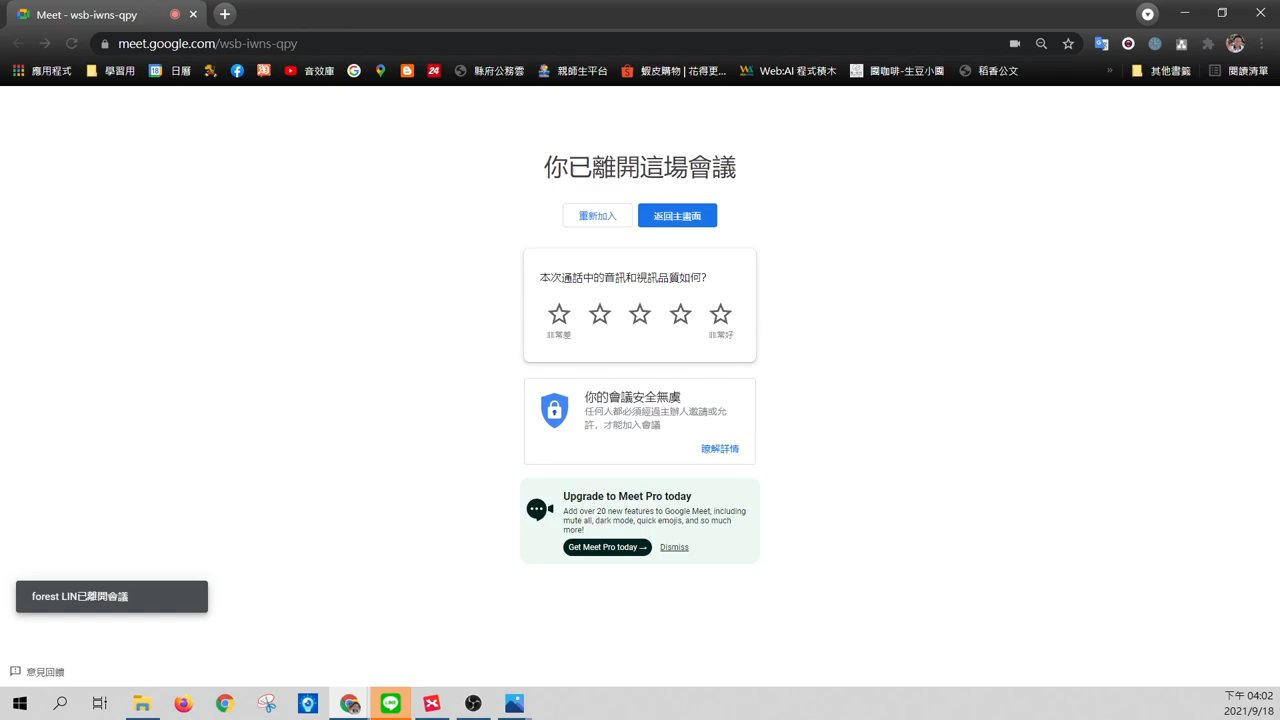 Meet - wsb-iwns-qpy
meet.google.com/wsb-iwns-qpy
應用程式 學習用 日曆 音效庫 縣府公務雲 親師生平台 蝦皮購物 | 花得更... Web:AI 程式積木 國咖啡-生豆小園 稻香公文 » 其他書籤 閱讀清單
你已離開這場會議
重新加入 返回主畫面
本次通話中的音訊和視訊品質如何?
非常差 非常好
你的會議安全無虞
任何人都必須經過主辦人邀請或允
許,才能加入會議
瞭解詳情
Upgrade to Meet Pro today
Add over 20 new features to Google Meet, including
mute all, dark mode, quick emojis, and so much
more!
Get Meet Pro today → Dismiss
forest LIN已離開會議
意見回饋
下午 04:02
2021/9/18